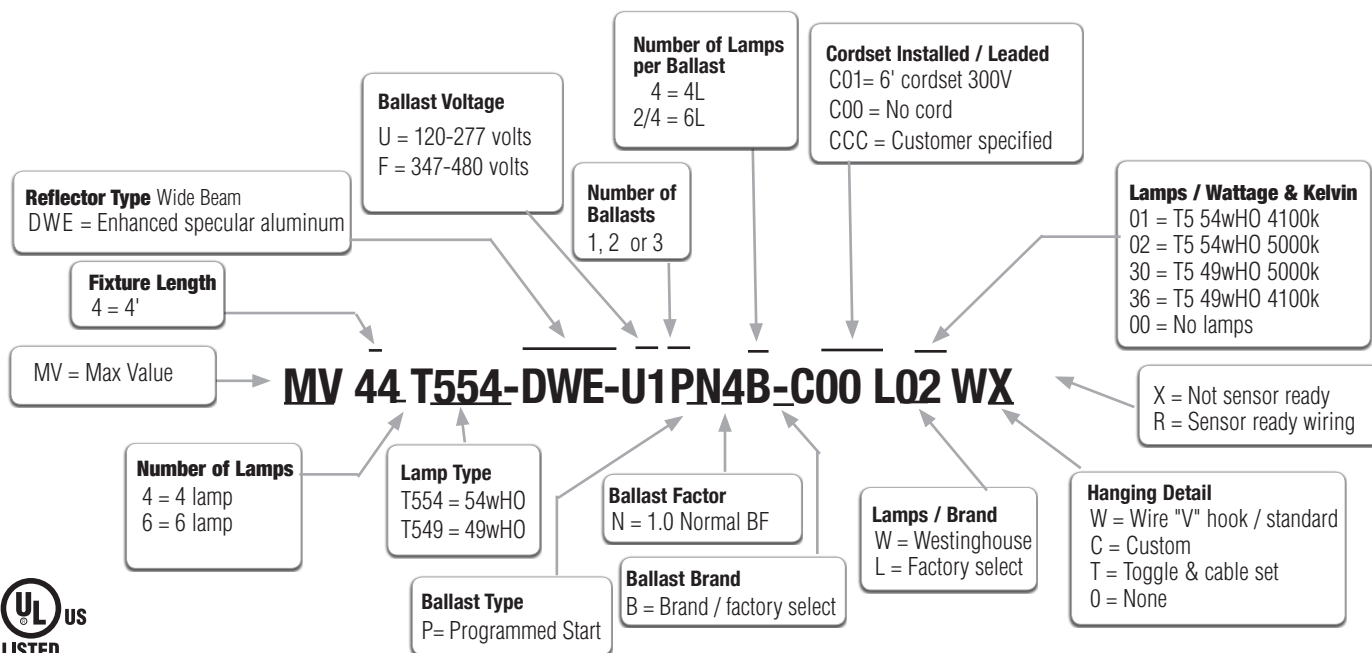 Number of Lamps
per Ballast
4 = 4L
2/4 = 6L
Cordset Installed / Leaded
C01= 6' cordset 300V
C00 = No cord
CCC = Customer specified
Ballast Voltage
U = 120-277 volts
F = 347-480 volts
Reflector Type Wide Beam
DWE = Enhanced specular aluminum
Number of
Ballasts
1, 2 or 3
Lamps / Wattage & Kelvin
01 = T5 54wHO 4100k
02 = T5 54wHO 5000k
30 = T5 49wHO 5000k
36 = T5 49wHO 4100k
00 = No lamps
Fixture Length
4 = 4'
MV = Max Value
MV 44 T554-DWE-U1PN4B-C00 L02 WX
X = Not sensor ready
R = Sensor ready wiring
Number of Lamps
4 = 4 lamp
6 = 6 lamp
Lamp Type
T554 = 54wHO
T549 = 49wHO
Ballast Factor
N = 1.0 Normal BF
Lamps / Brand
W = Westinghouse
L = Factory select
Hanging Detail
W = Wire "V" hook / standard
C = Custom
T = Toggle & cable set
0 = None
Ballast Type
P= Programmed Start
Ballast Brand
B = Brand / factory select
UL US
®
LISTED